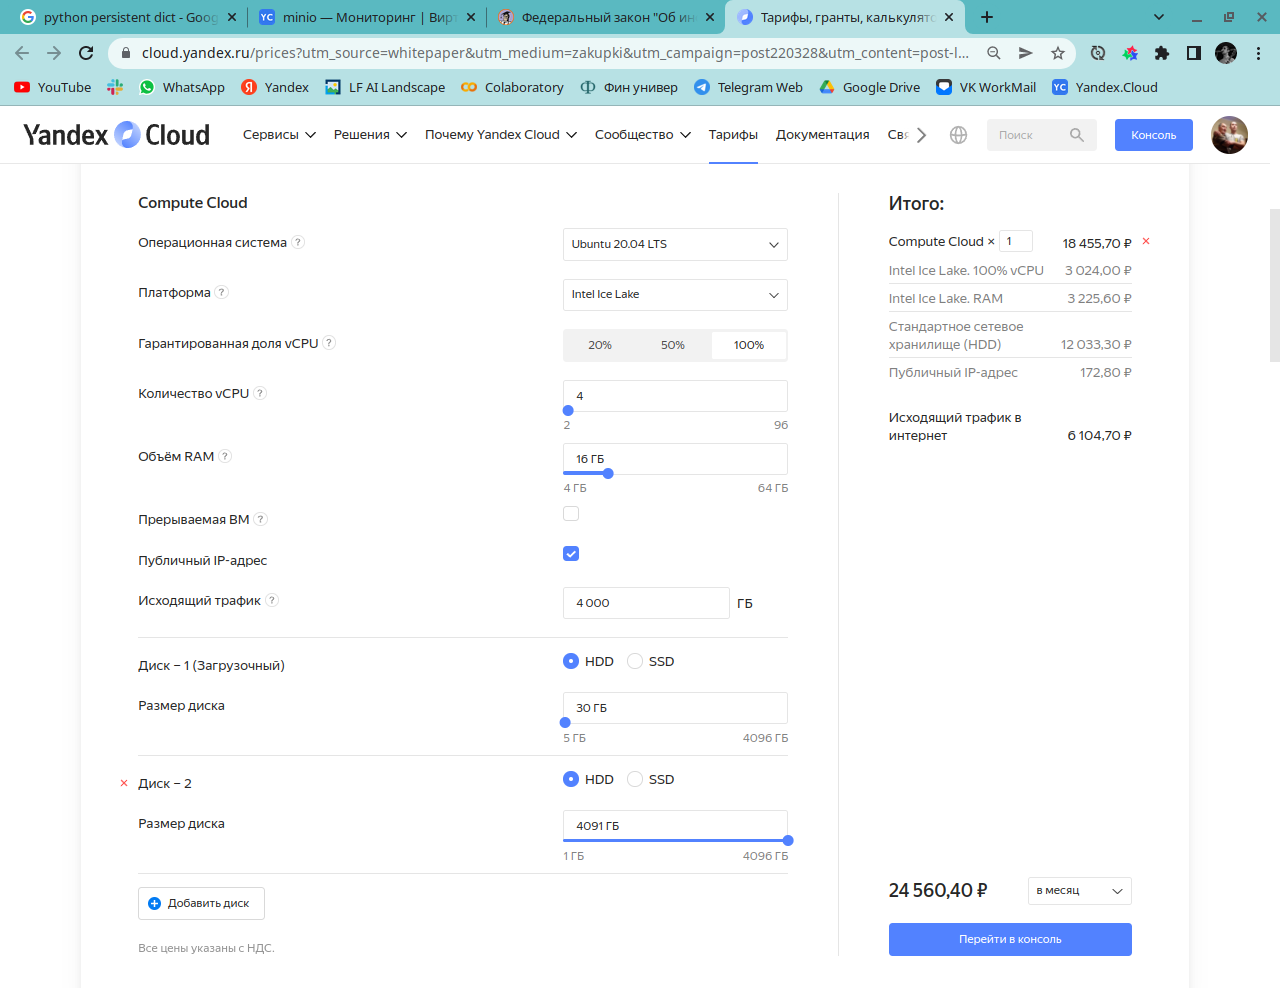 python persistent dict - Goog
minio — Мониторинг | Вирт
Федеральный закон "Об ин
Тарифы, гранты, калькулято
cloud.yandex.ru/prices?utm_source=whitepaper&utm_medium=zakupki&utm_campaign=post220328&utm_content=post-l...
YouTube
WhatsApp
Yandex
LF AI Landscape
Colaboratory
Фин универ
Telegram Web
Google Drive
VK WorkMail
Yandex.Cloud
Yandex Cloud
Сервисы
Решения
Почему Yandex Cloud
Сообщество
Тарифы
Документация
Свя
Поиск
Консоль
Compute Cloud
Операционная система ?
Ubuntu 20.04 LTS
Платформа ?
Intel Ice Lake
Гарантированная доля vCPU ?
20% 50% 100%
Количество vCPU ?
4
2 96
Объём RAM ?
16 ГБ
4 ГБ 64 ГБ
Прерываемая ВМ ?
Публичный IP-адрес
Исходящий трафик ?
4 000 ГБ
Диск – 1 (Загрузочный)
HDD SSD
Размер диска
30 ГБ
5 ГБ 4096 ГБ
Диск – 2
HDD SSD
Размер диска
4091 ГБ
1 ГБ 4096 ГБ
Добавить диск
Все цены указаны с НДС.
Итого:
Compute Cloud × 1 18 455,70 ₽
Intel Ice Lake. 100% vCPU 3 024,00 ₽
Intel Ice Lake. RAM 3 225,60 ₽
Стандартное сетевое
хранилище (HDD) 12 033,30 ₽
Публичный IP-адрес 172,80 ₽
Исходящий трафик в
интернет 6 104,70 ₽
24 560,40 ₽
в месяц
Перейти в консоль